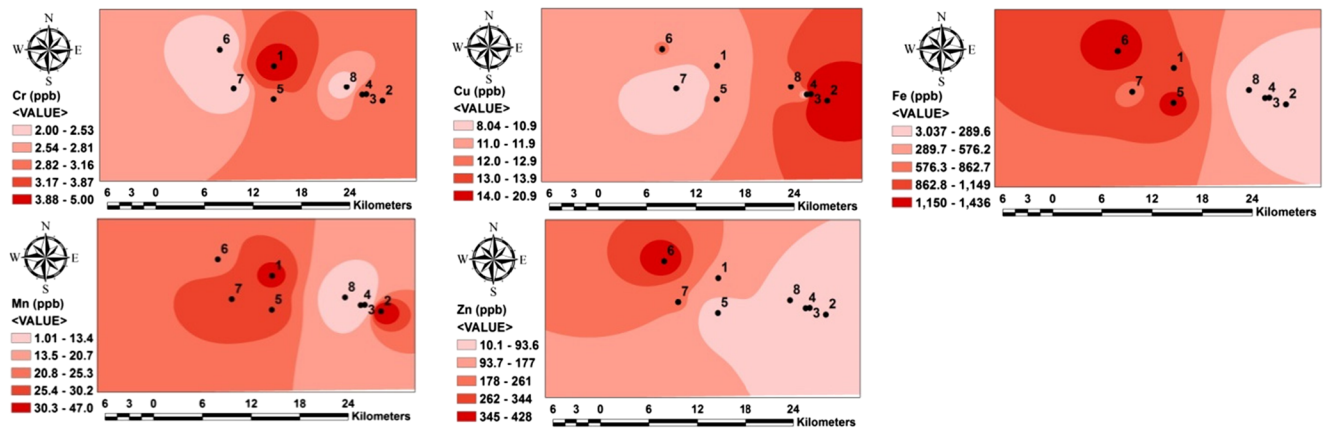 N
W E
S
Cr (ppb)
<VALUE>
2.00 - 2.53
2.54 - 2.81
2.82 - 3.16
3.17 - 3.87
3.88 - 5.00
6
1
7
5
8
4
3
2
6 3 0 6 12 18 24
Kilometers
N
W E
S
Cu (ppb)
<VALUE>
8.04 - 10.9
11.0 - 11.9
12.0 - 12.9
13.0 - 13.9
14.0 - 20.9
6
1
7
5
8
4
3
2
6 3 0 6 12 18 24
Kilometers
N
W E
S
Fe (ppb)
<VALUE>
3.037 - 289.6
289.7 - 576.2
576.3 - 862.7
862.8 - 1,149
1,150 - 1,436
6
1
7
5
8
4
3
2
6 3 0 6 12 18 24
Kilometers
N
W E
S
Mn (ppb)
<VALUE>
1.01 - 13.4
13.5 - 20.7
20.8 - 25.3
25.4 - 30.2
30.3 - 47.0
6
1
7
5
8
4
3
2
6 3 0 6 12 18 24
Kilometers
N
W E
S
Zn (ppb)
<VALUE>
10.1 - 93.6
93.7 - 177
178 - 261
262 - 344
345 - 428
6
1
7
5
8
4
3
2
6 3 0 6 12 18 24
Kilometers